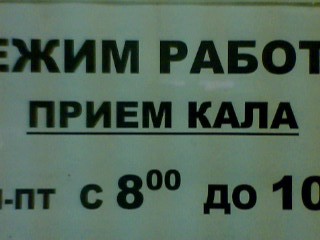 ЕЖИМ РАБОТ
ПРИЕМ КАЛА
-ПТ С 8⁰⁰ ДО 10